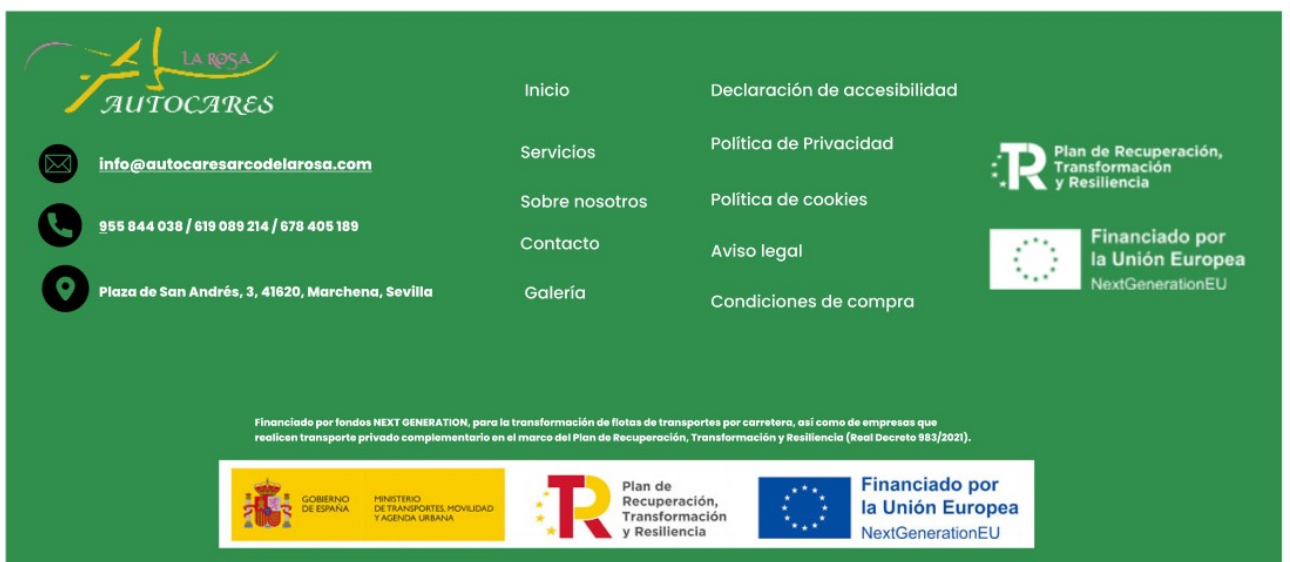 LA ROSA
AUTOCARES
info@autocaresarcodelarosa.com
955 844 038 / 619 089 214 / 678 405 189
Plaza de San Andrés, 3, 41620, Marchena, Sevilla
Inicio
Servicios
Sobre nosotros
Contacto
Galería
Declaración de accesibilidad
Política de Privacidad
Política de cookies
Aviso legal
Condiciones de compra
Plan de Recuperación,
Transformación
y Resiliencia
Financiado por
la Unión Europea
NextGenerationEU
Financiado por fondos NEXT GENERATION, para la transformación de flotas de transportes por carretera, así como de empresas que
realicen transporte privado complementario en el marco del Plan de Recuperación, Transformación y Resiliencia (Real Decreto 983/2021).
GOBIERNO
DE ESPAÑA
MINISTERIO
DE TRANSPORTES, MOVILIDAD
Y AGENDA URBANA
Plan de
Recuperación,
Transformación
y Resiliencia
Financiado por
la Unión Europea
NextGenerationEU